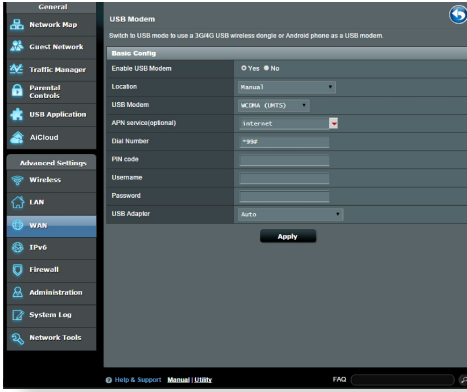 General
Network Map
Guest Network
Traffic Manager
Parental
Controls
USB Application
AiCloud
Advanced Settings
Wireless
LAN
WAN
IPv6
Firewall
Administration
System Log
Network Tools
USB Modem
Switch to USB mode to use a 3G/4G USB wireless dongle or Android phone as a USB modem.
Basic Config
Enable USB Modem Yes No
Location Manual
USB Modem WCDMA (UMTS)
APN service(optional) internet
Dial Number *99#
PIN code
Username
Password
USB Adapter Auto
Apply
Help & Support Manual | Utility FAQ